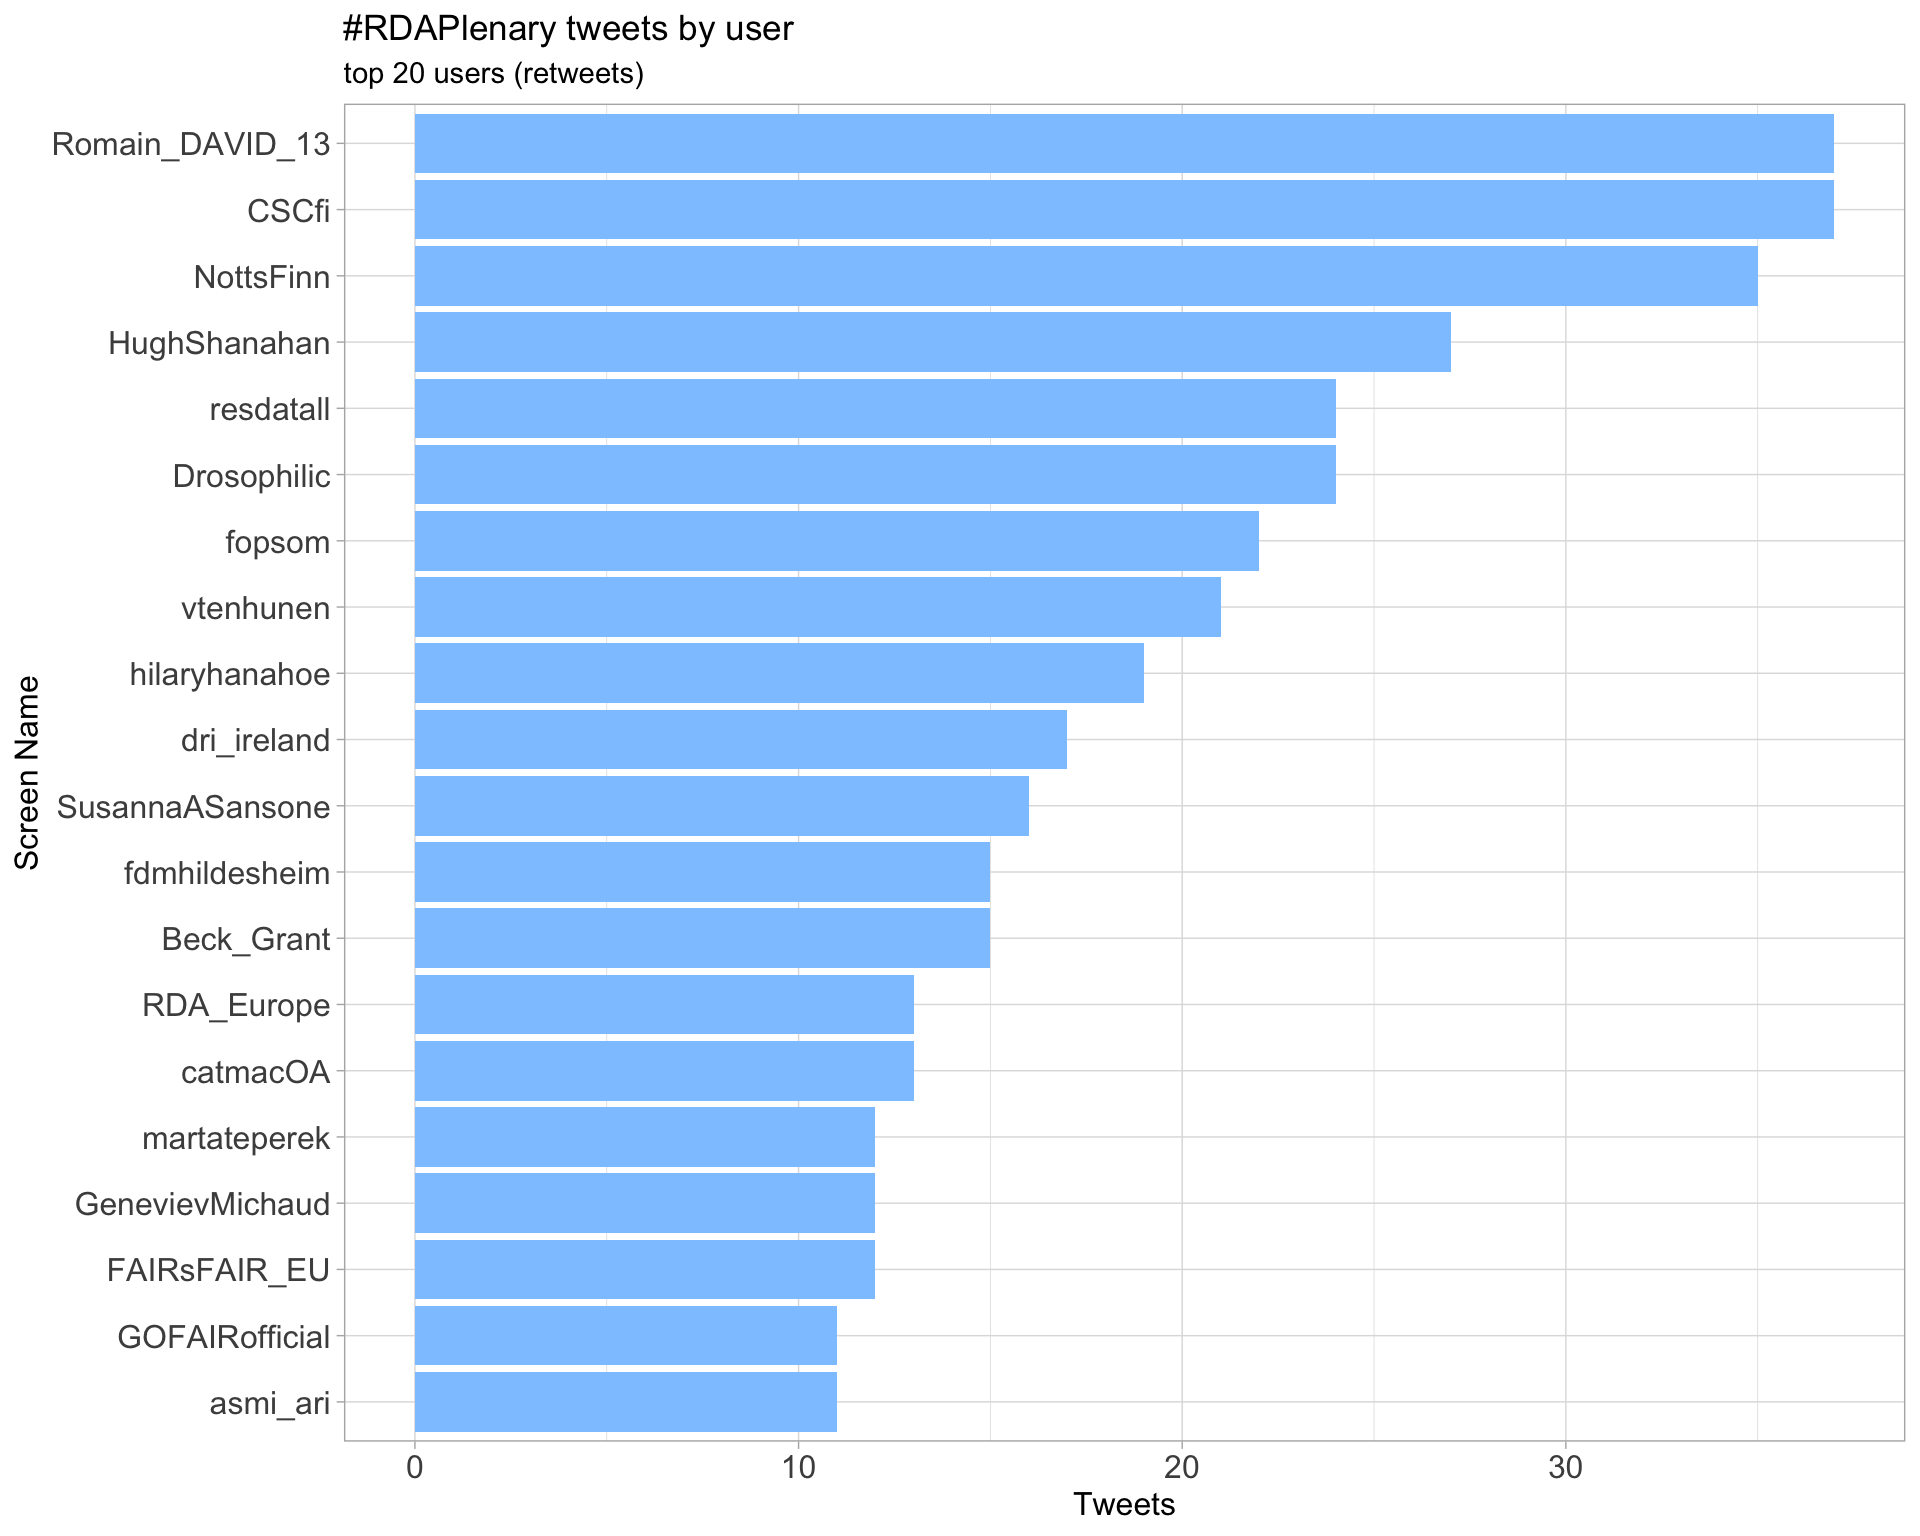 #RDAPlenary tweets by user
top 20 users (retweets)
Romain_DAVID_13
CSCfi
NottsFinn
HughShanahan
resdatall
Drosophilic
fopsom
vtenhunen
hilaryhanahoe
dri_ireland
SusannaASansone
fdmhildesheim
Beck_Grant
RDA_Europe
catmacOA
martateperek
GenevievMichaud
FAIRsFAIR_EU
GOFAIRofficial
asmi_ari
Screen Name
0 10 20 30
Tweets